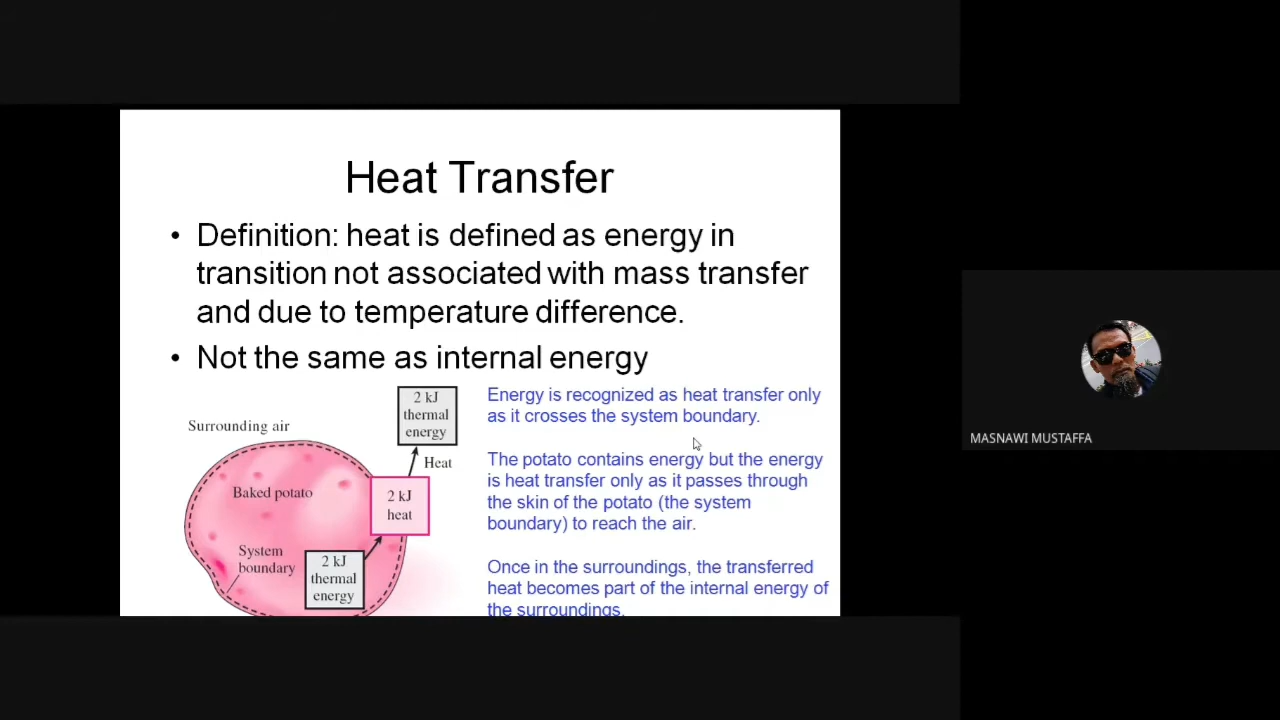 Heat Transfer
• Definition: heat is defined as energy in
transition not associated with mass transfer
and due to temperature difference.
• Not the same as internal energy
Surrounding air
2 kJ
thermal
energy
Heat
Baked potato
2 kJ
heat
System
boundary
2 kJ
thermal
energy
Energy is recognized as heat transfer only
as it crosses the system boundary.
The potato contains energy but the energy
is heat transfer only as it passes through
the skin of the potato (the system
boundary) to reach the air.
Once in the surroundings, the transferred
heat becomes part of the internal energy of
the surroundings.
MASNAWI MUSTAFFA